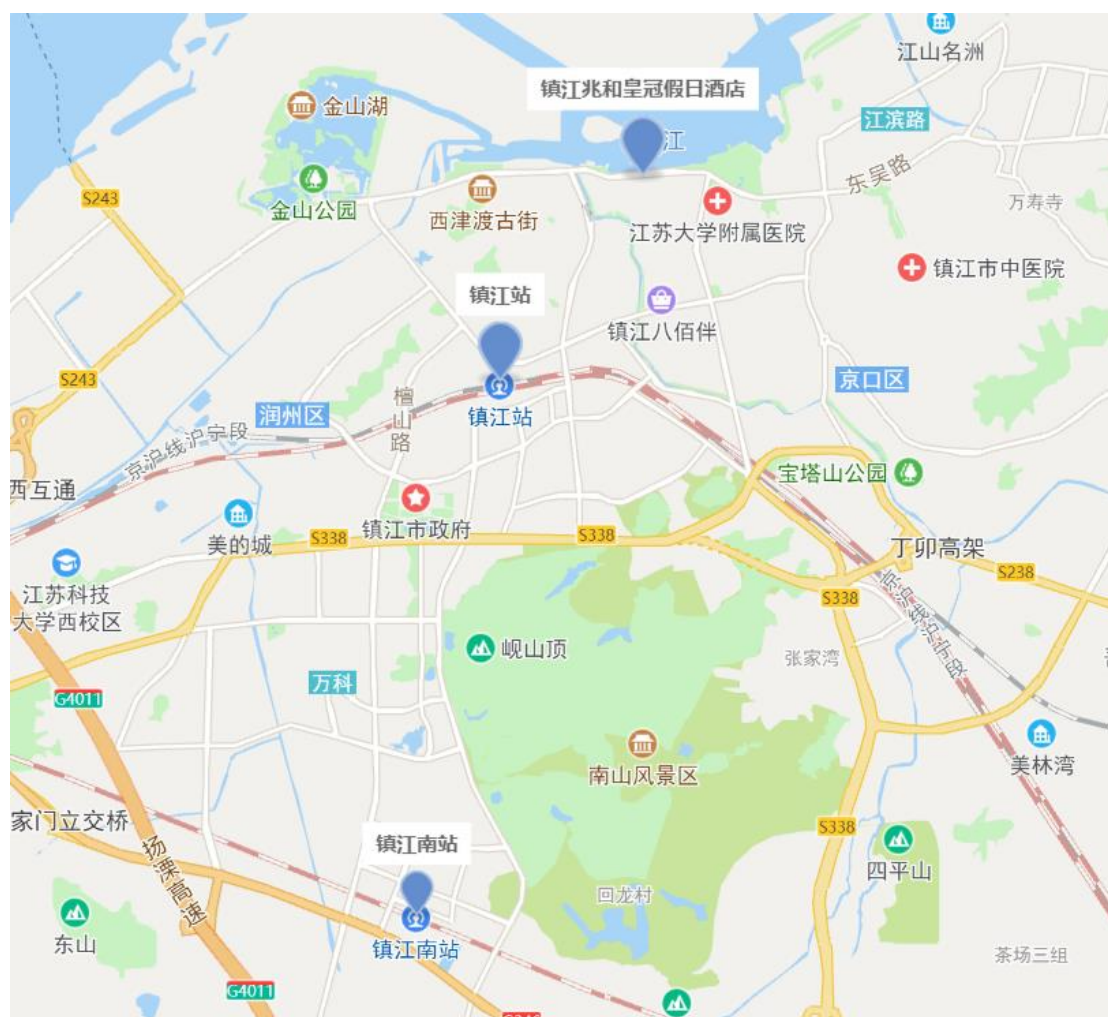 江山名洲
镇江兆和皇冠假日酒店
金山湖
江
江滨路
东吴路
S243
金山公园
西津渡古街
江苏大学附属医院
万寿寺
镇江市中医院
镇江站
镇江八佰伴
S243
京口区
润州区
檀山路
镇江站
京沪线沪宁段
西互通
宝塔山公园
美的城
S338
镇江市政府
S338
丁卯高架
S238
江苏科技
大学西校区
S338
京沪线沪宁段
岘山顶
张家湾
万科
G4011
南山风景区
美林湾
家门立交桥
S338
扬溧高速
镇江南站
四平山
回龙村
东山
镇江南站
茶场三组
G4011